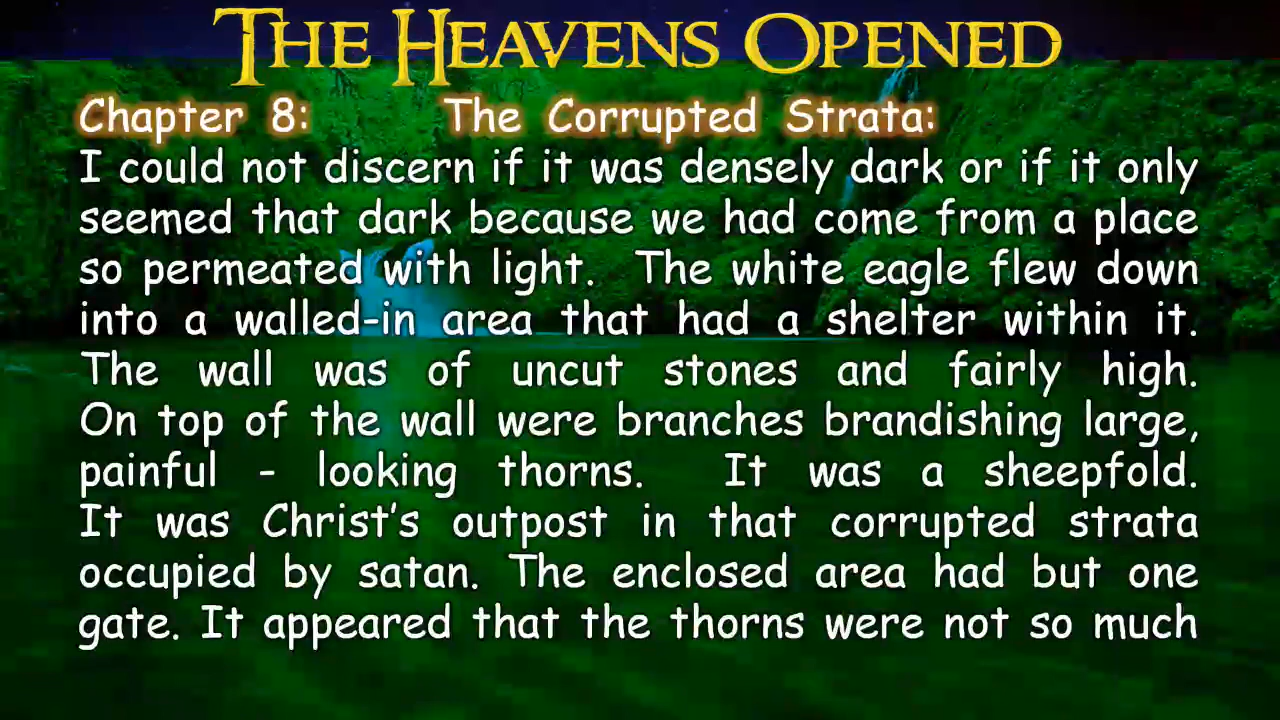 THE HEAVENS OPENED
Chapter 8: The Corrupted Strata:
I could not discern if it was densely dark or if it only
seemed that dark because we had come from a place
so permeated with light. The white eagle flew down
into a walled-in area that had a shelter within it.
The wall was of uncut stones and fairly high.
On top of the wall were branches brandishing large,
painful - looking thorns. It was a sheepfold.
It was Christ's outpost in that corrupted strata
occupied by satan. The enclosed area had but one
gate. It appeared that the thorns were not so much